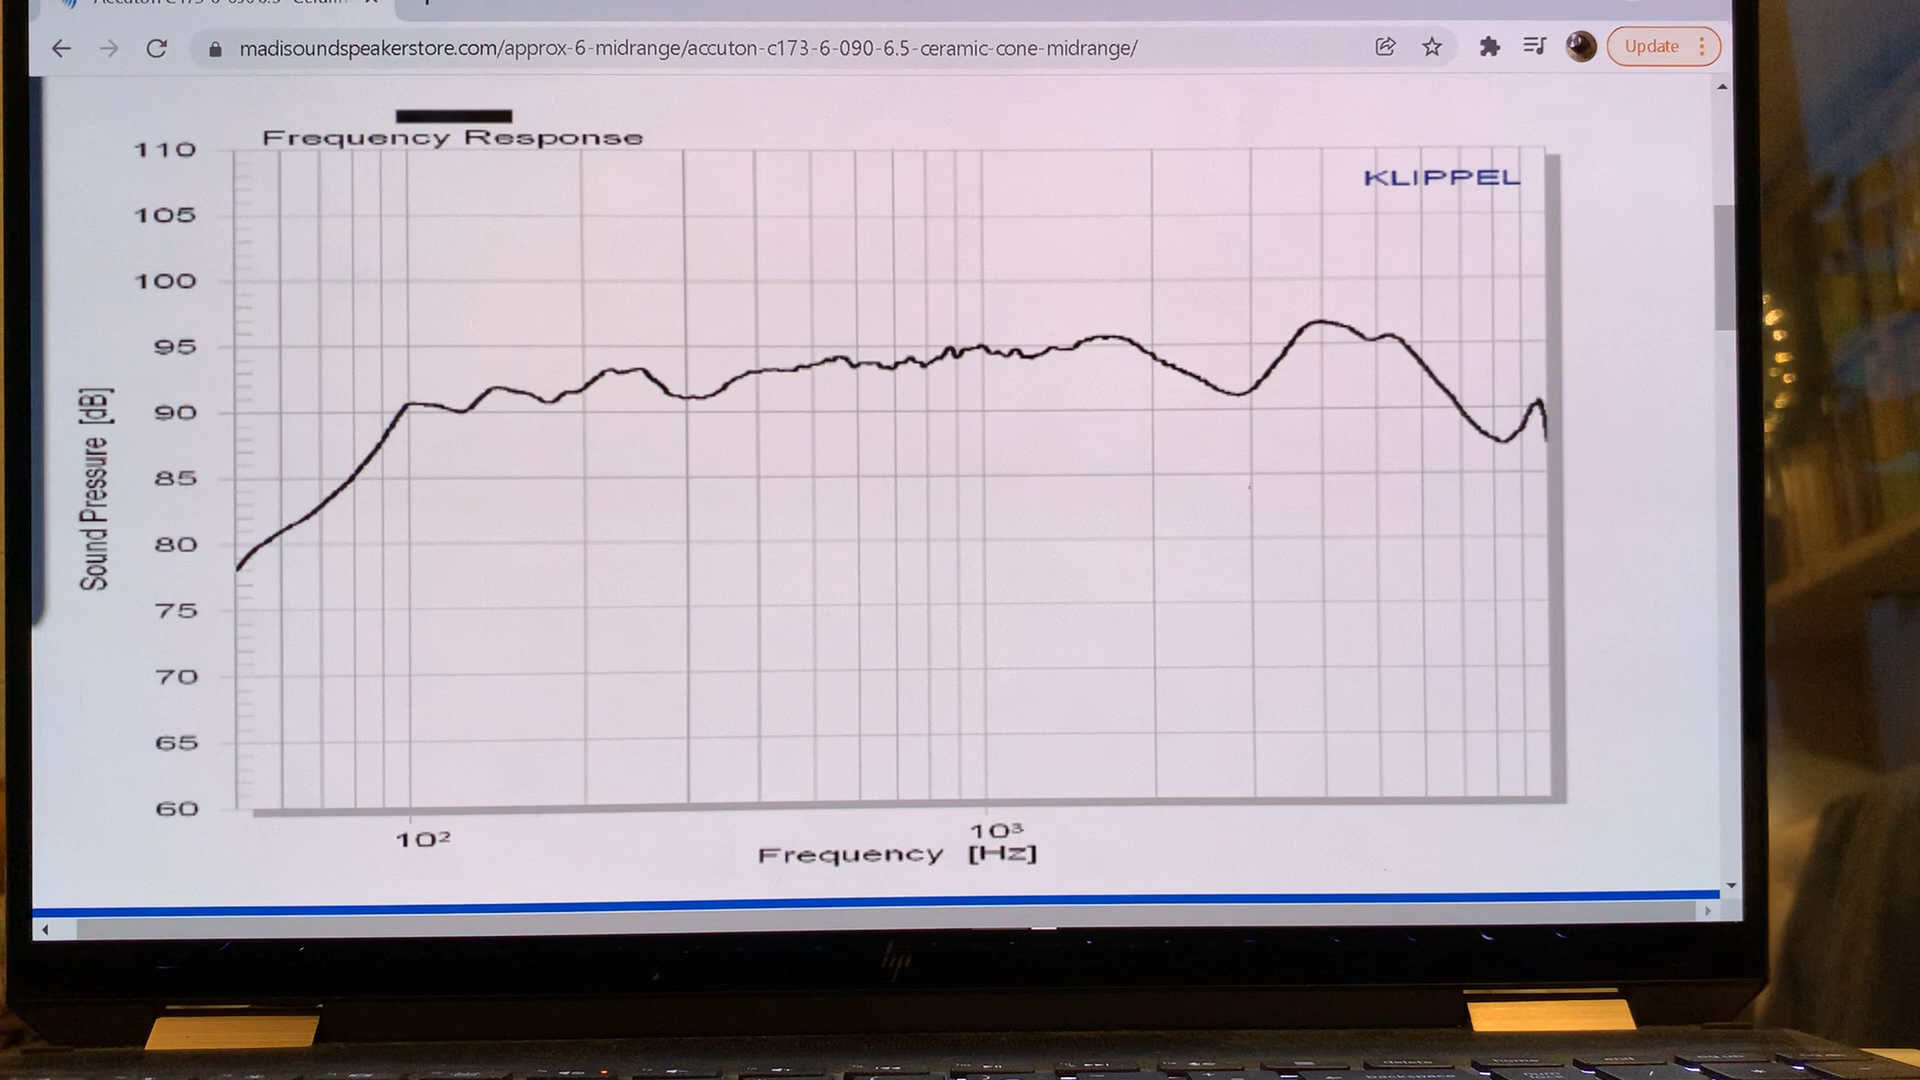 madisoundspeakerstore.com/approx-6-midrange/accuton-c173-6-090-6.5-ceramic-cone-midrange/
Update
Frequency Response
KLIPPEL
110
105
100
95
90
85
80
75
70
65
60
Sound Pressure [dB]
10²
10³
Frequency [Hz]
hp